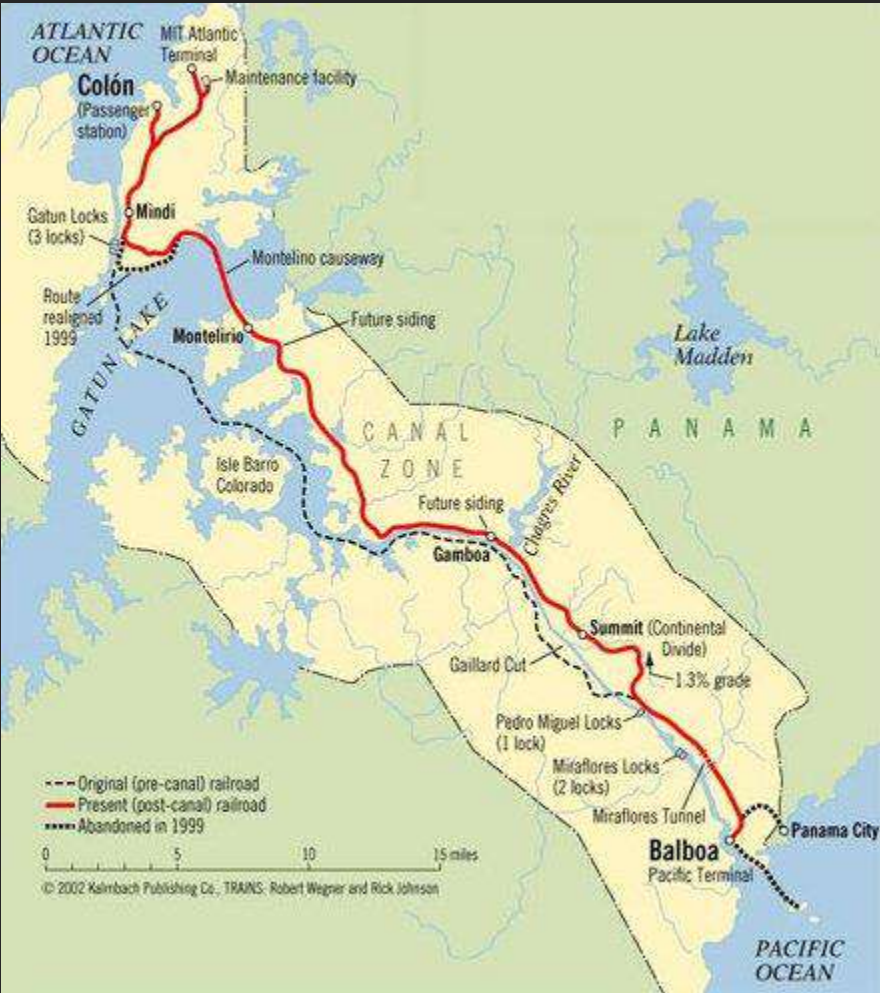 ATLANTIC
OCEAN
MIT Atlantic
Terminal
Maintenance facility
Colón
(Passenger
station)
Mindi
Gatun Locks
(3 locks)
Montelino causeway
Route
realigned
1999
GATUN LAKE
Montelirio
Future siding
Lake
Madden
PANAMA
CANAL
ZONE
Isle Barro
Colorado
Future siding
Chagres River
Gamboa
Summit (Continental
Divide)
Gaillard Cut
1.3% grade
Pedro Miguel Locks
(1 lock)
Miraflores Locks
(2 locks)
Miraflores Tunnel
Original (pre-canal) railroad
Present (post-canal) railroad
Abandoned in 1999
0 5 10 15 miles
© 2002 Kalmbach Publishing Co., TRAINS: Robert Wegner and Rick Johnson
Panama City
Balboa
Pacific Terminal
PACIFIC
OCEAN